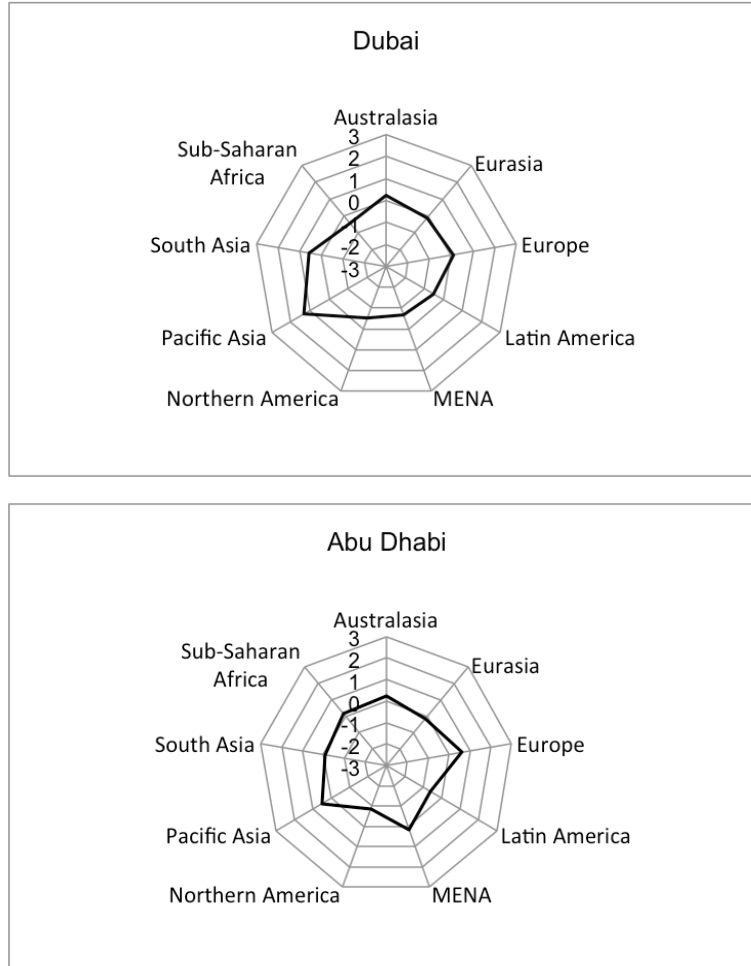 Dubai
Australasia
Eurasia
Europe
Latin America
MENA
Northern America
Pacific Asia
South Asia
Sub-Saharan
Africa
3
2
1
0
-1
-2
-3
Abu Dhabi
Australasia
Eurasia
Europe
Latin America
MENA
Northern America
Pacific Asia
South Asia
Sub-Saharan
Africa
3
2
1
0
-1
-2
-3